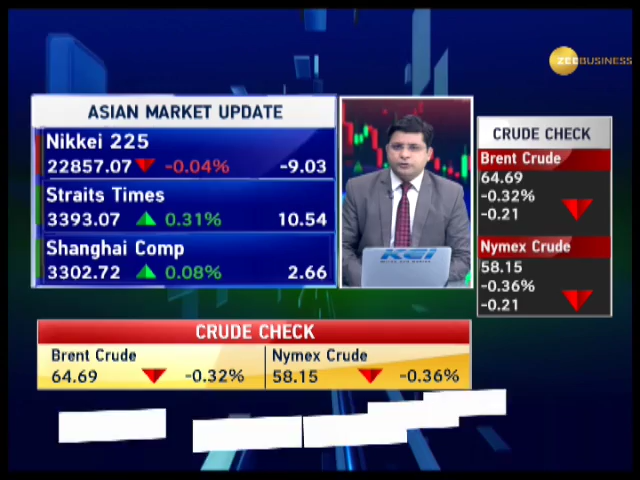 ZEEBUSINESS
ASIAN MARKET UPDATE
Nikkei 225
22857.07 -0.04% -9.03
Straits Times
3393.07 0.31% 10.54
Shanghai Comp
3302.72 0.08% 2.66
CRUDE CHECK
Brent Crude
64.69
-0.32%
-0.21
Nymex Crude
58.15
-0.36%
-0.21
CRUDE CHECK
Brent Crude Nymex Crude
64.69 -0.32% 58.15 -0.36%